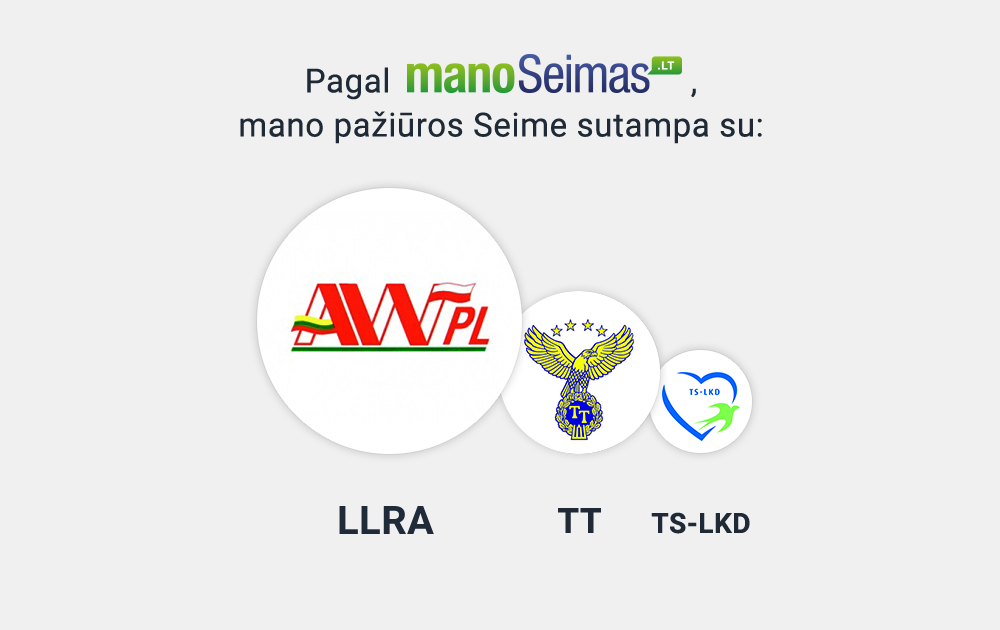 Pagal manoSeimas.LT ,
mano pažiūros Seime sutampa su:
AWPL
TT
TS-LKD
LLRA
TT
TS-LKD